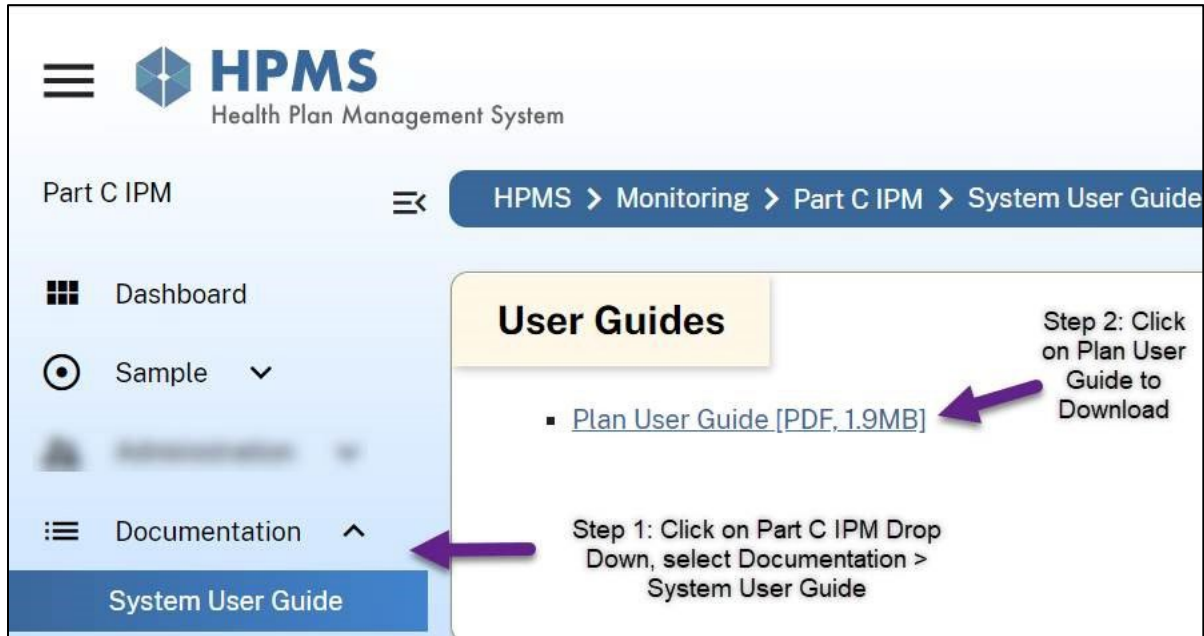 HPMS
Health Plan Management System
Part C IPM
HPMS > Monitoring > Part C IPM > System User Guide
Dashboard
Sample
Documentation
System User Guide
User Guides
Plan User Guide [PDF, 1.9MB]
Step 2: Click
on Plan User
Guide to
Download
Step 1: Click on Part C IPM Drop
Down, select Documentation >
System User Guide